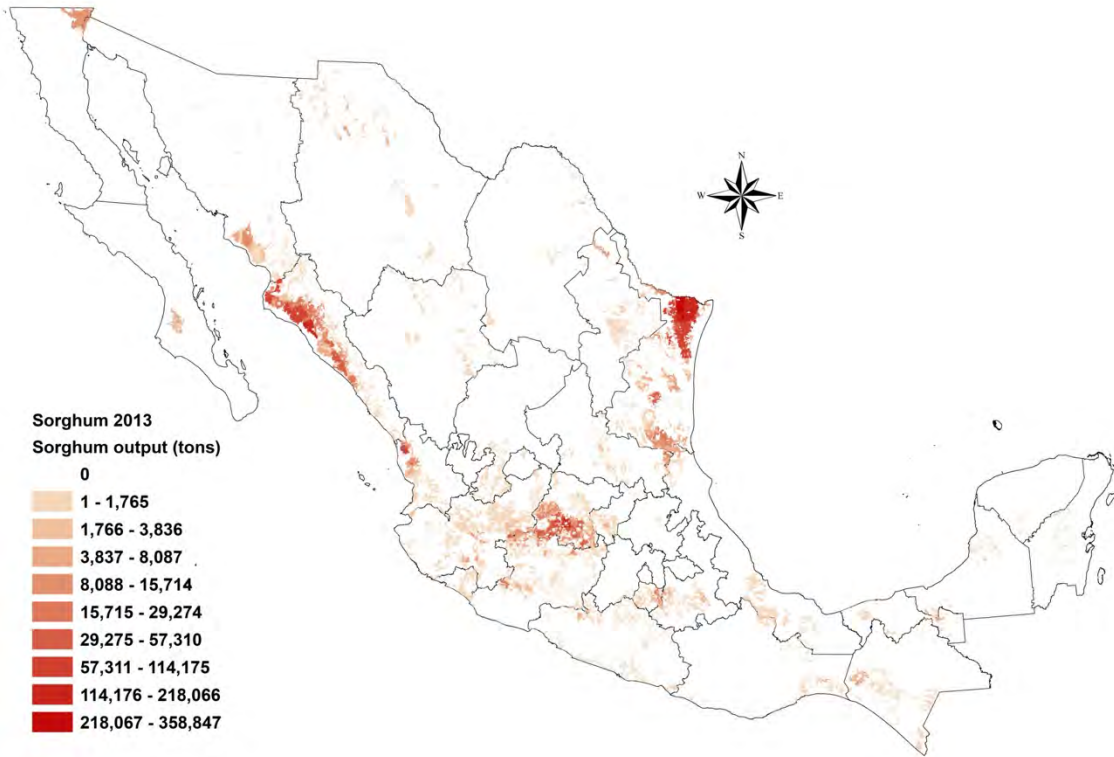 N
W E
S
Sorghum 2013
Sorghum output (tons)
0
1 - 1,765
1,766 - 3,836
3,837 - 8,087
8,088 - 15,714
15,715 - 29,274
29,275 - 57,310
57,311 - 114,175
114,176 - 218,066
218,067 - 358,847